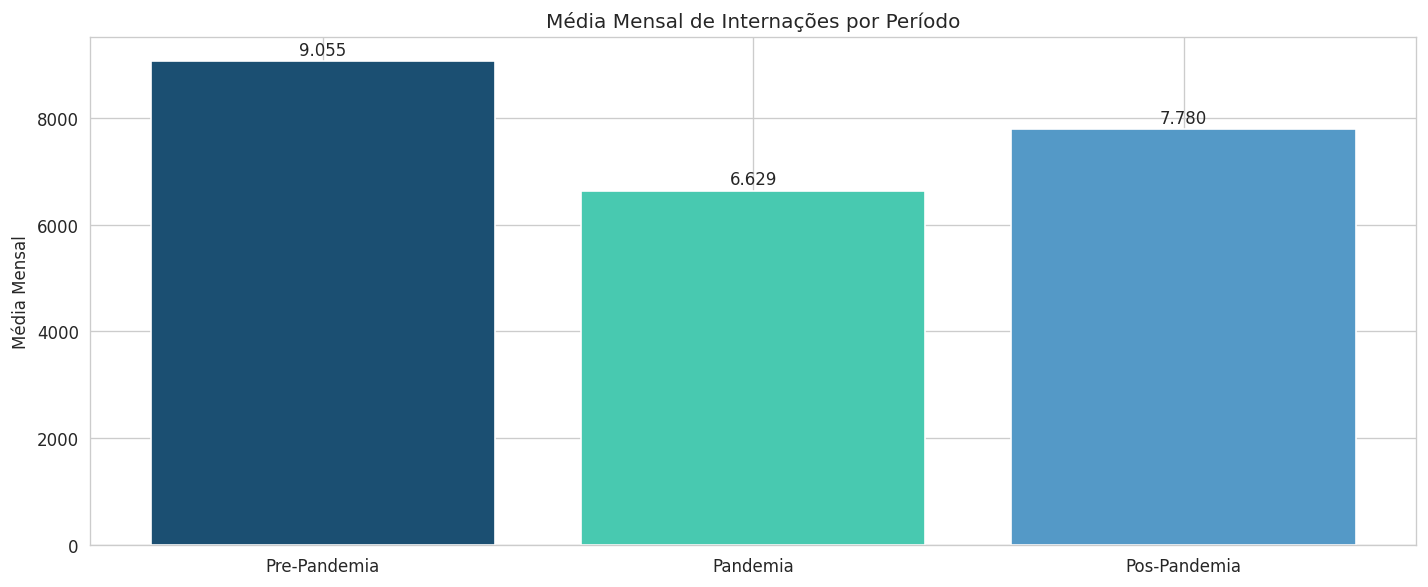 Média Mensal de Internações por Período
9.055
6.629
7.780
Média Mensal
8000
6000
4000
2000
0
Pre-Pandemia
Pandemia
Pos-Pandemia